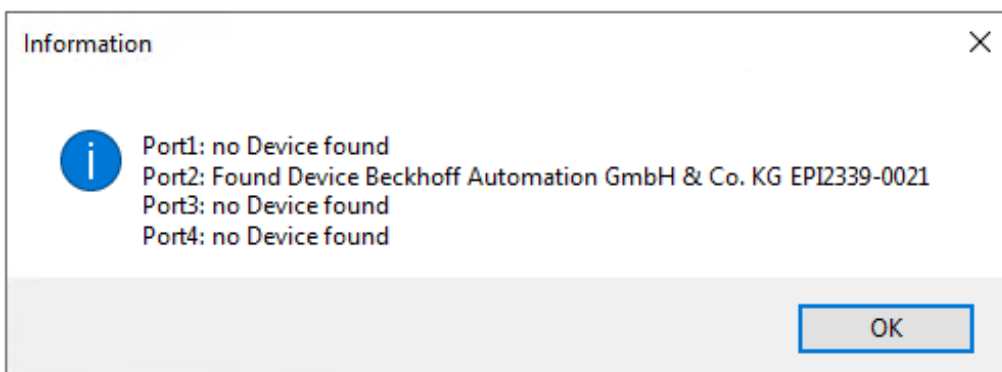 Information
Port1: no Device found
Port2: Found Device Beckhoff Automation GmbH & Co. KG EPI2339-0021
Port3: no Device found
Port4: no Device found
OK